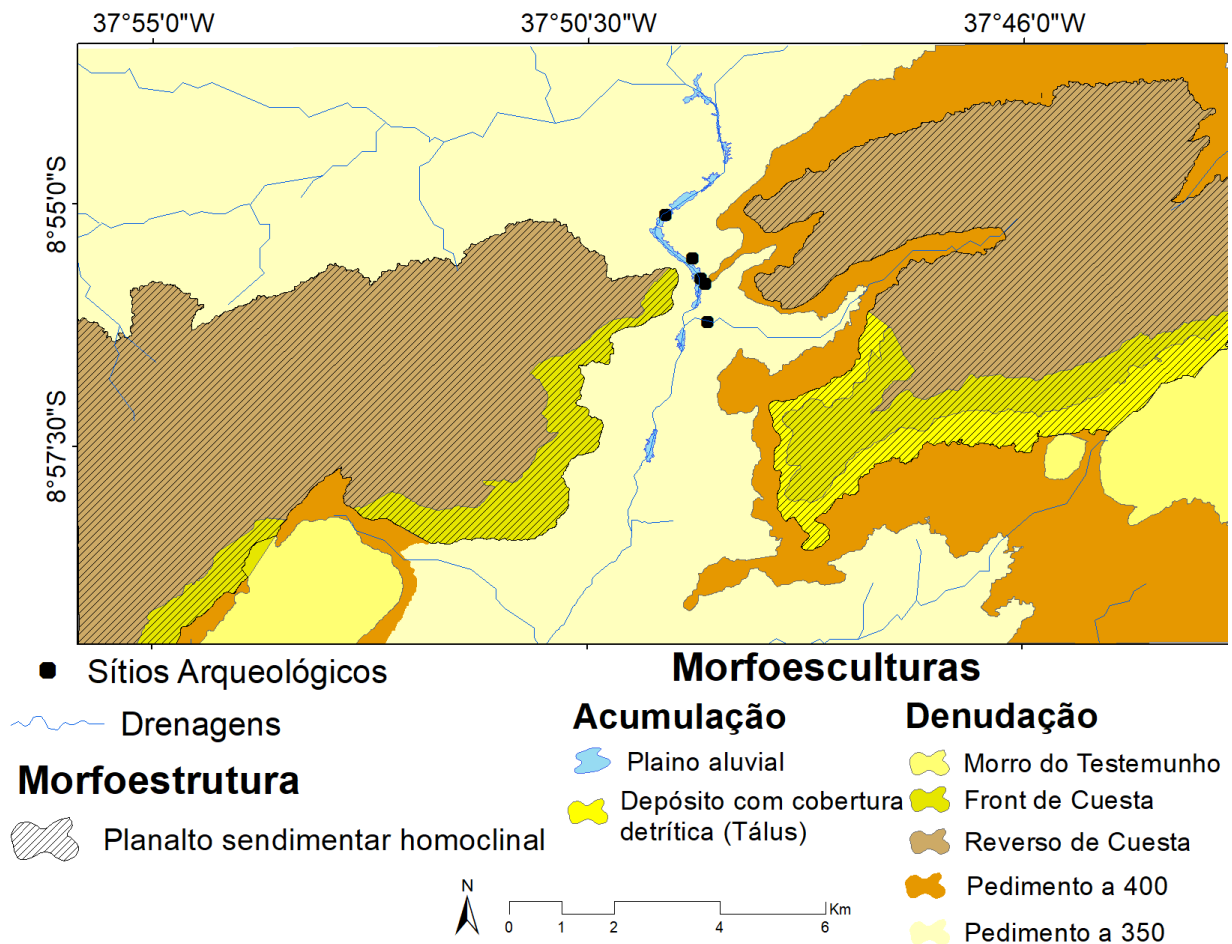 37°55'0"W 37°50'30"W 37°46'0"W
8°55'0"S
8°57'30"S
Sítios Arqueológicos
Drenagens
Morfoestrutura
Planalto sendimentar homoclinal
Morfoesculturas
Acumulação
Plaino aluvial
Depósito com cobertura
detrítica (Tálus)
Denudação
Morro do Testemunho
Front de Cuesta
Reverso de Cuesta
Pedimento a 400
Pedimento a 350
N
0 1 2 4 6 Km